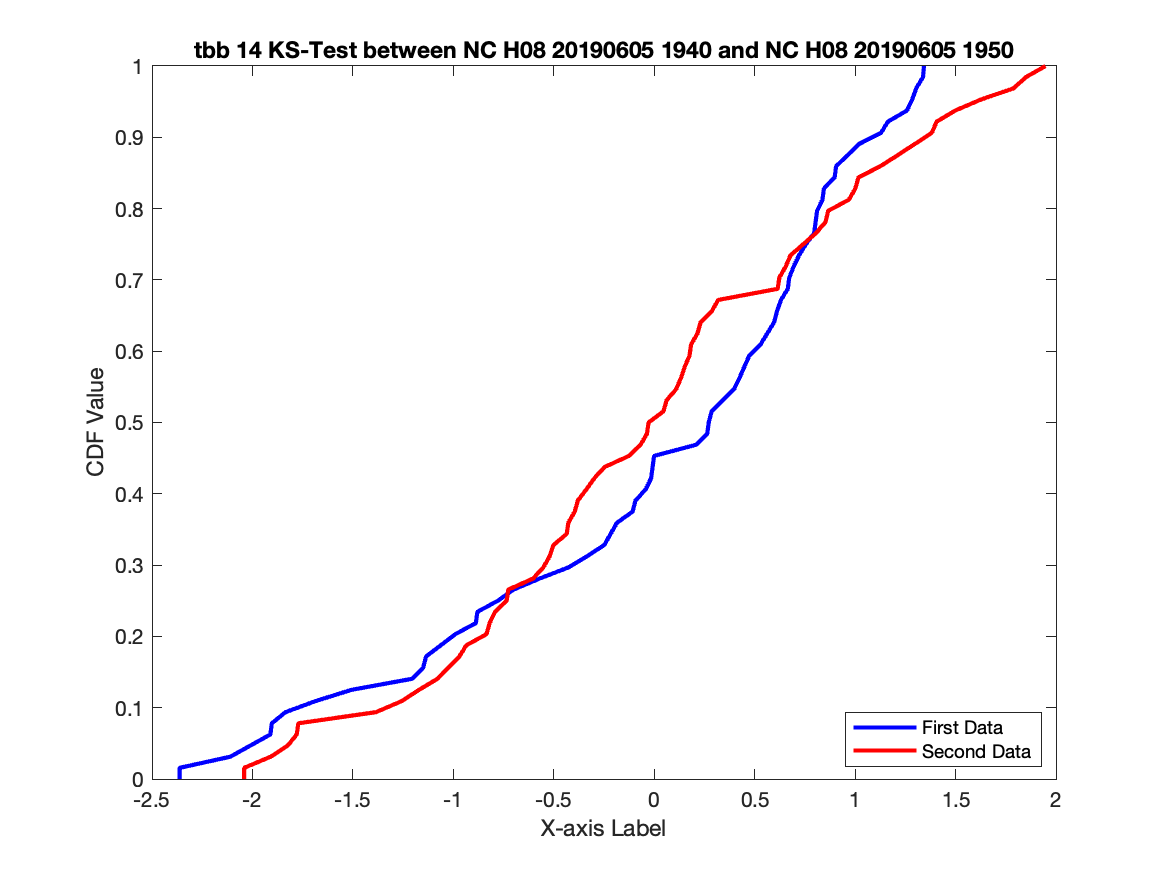 tbb 14 KS-Test between NC H08 20190605 1940 and NC H08 20190605 1950
1
0.9
0.8
0.7
0.6
0.5
0.4
0.3
0.2
0.1
0
CDF Value
First Data
Second Data
-2.5 -2 -1.5 -1 -0.5 0 0.5 1 1.5 2
X-axis Label